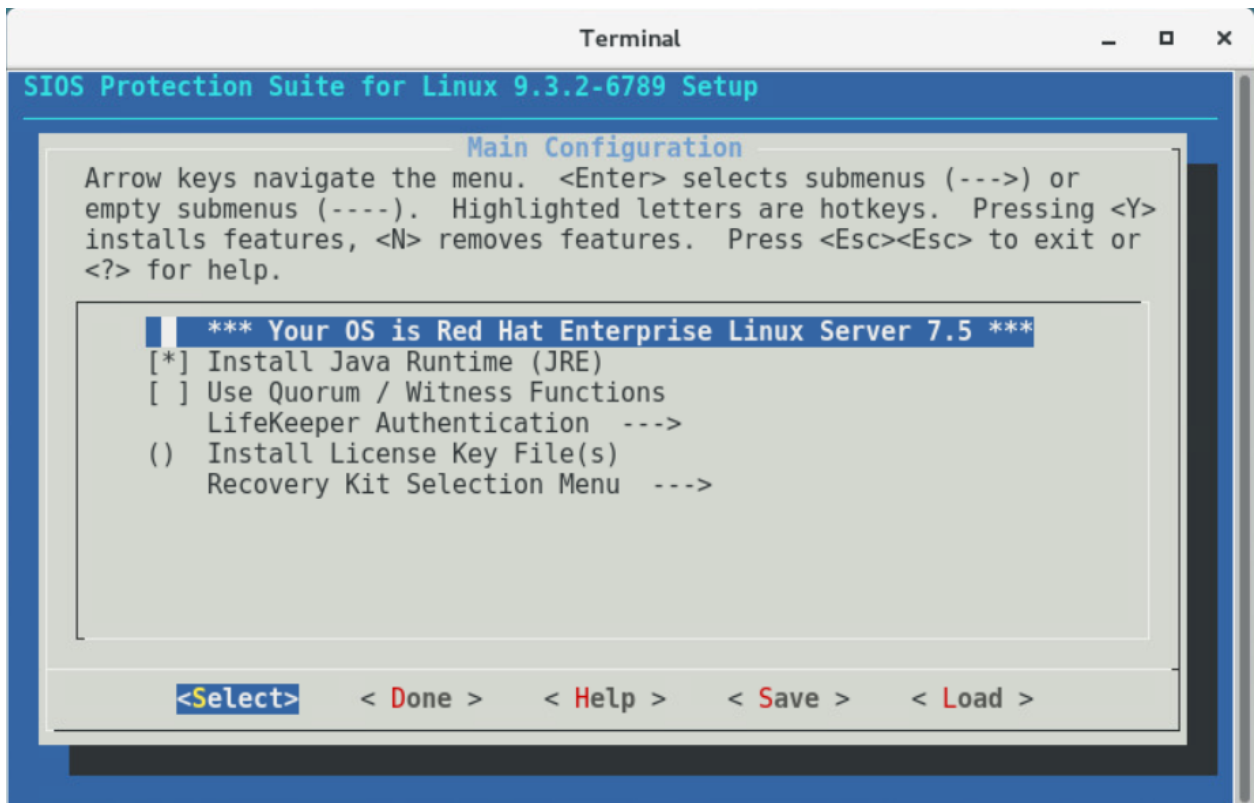 Terminal
SIOS Protection Suite for Linux 9.3.2-6789 Setup
Main Configuration
Arrow keys navigate the menu.  <Enter> selects submenus (--->) or
empty submenus (----).  Highlighted letters are hotkeys.  Pressing <Y>
installs features, <N> removes features.  Press <Esc><Esc> to exit or
<?> for help.
*** Your OS is Red Hat Enterprise Linux Server 7.5 ***
[*] Install Java Runtime (JRE)
[ ] Use Quorum / Witness Functions
LifeKeeper Authentication  --->
()  Install License Key File(s)
Recovery Kit Selection Menu  --->
<Select>    < Done >    < Help >    < Save >    < Load >